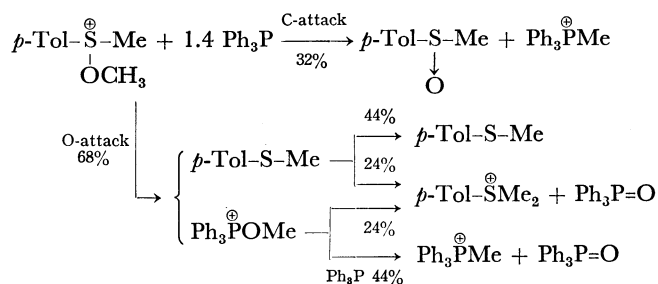 p-Tol-S⊕-Me + 1.4 Ph₃P C-attack 32% p-Tol-S-Me + Ph₃P⊕Me
OCH₃ O
O-attack 68%
p-Tol-S-Me 44% p-Tol-S-Me
24%
p-Tol-S⊕Me₂ + Ph₃P=O
Ph₃P⊕OMe 24%
Ph₃P 44% Ph₃P⊕Me + Ph₃P=O